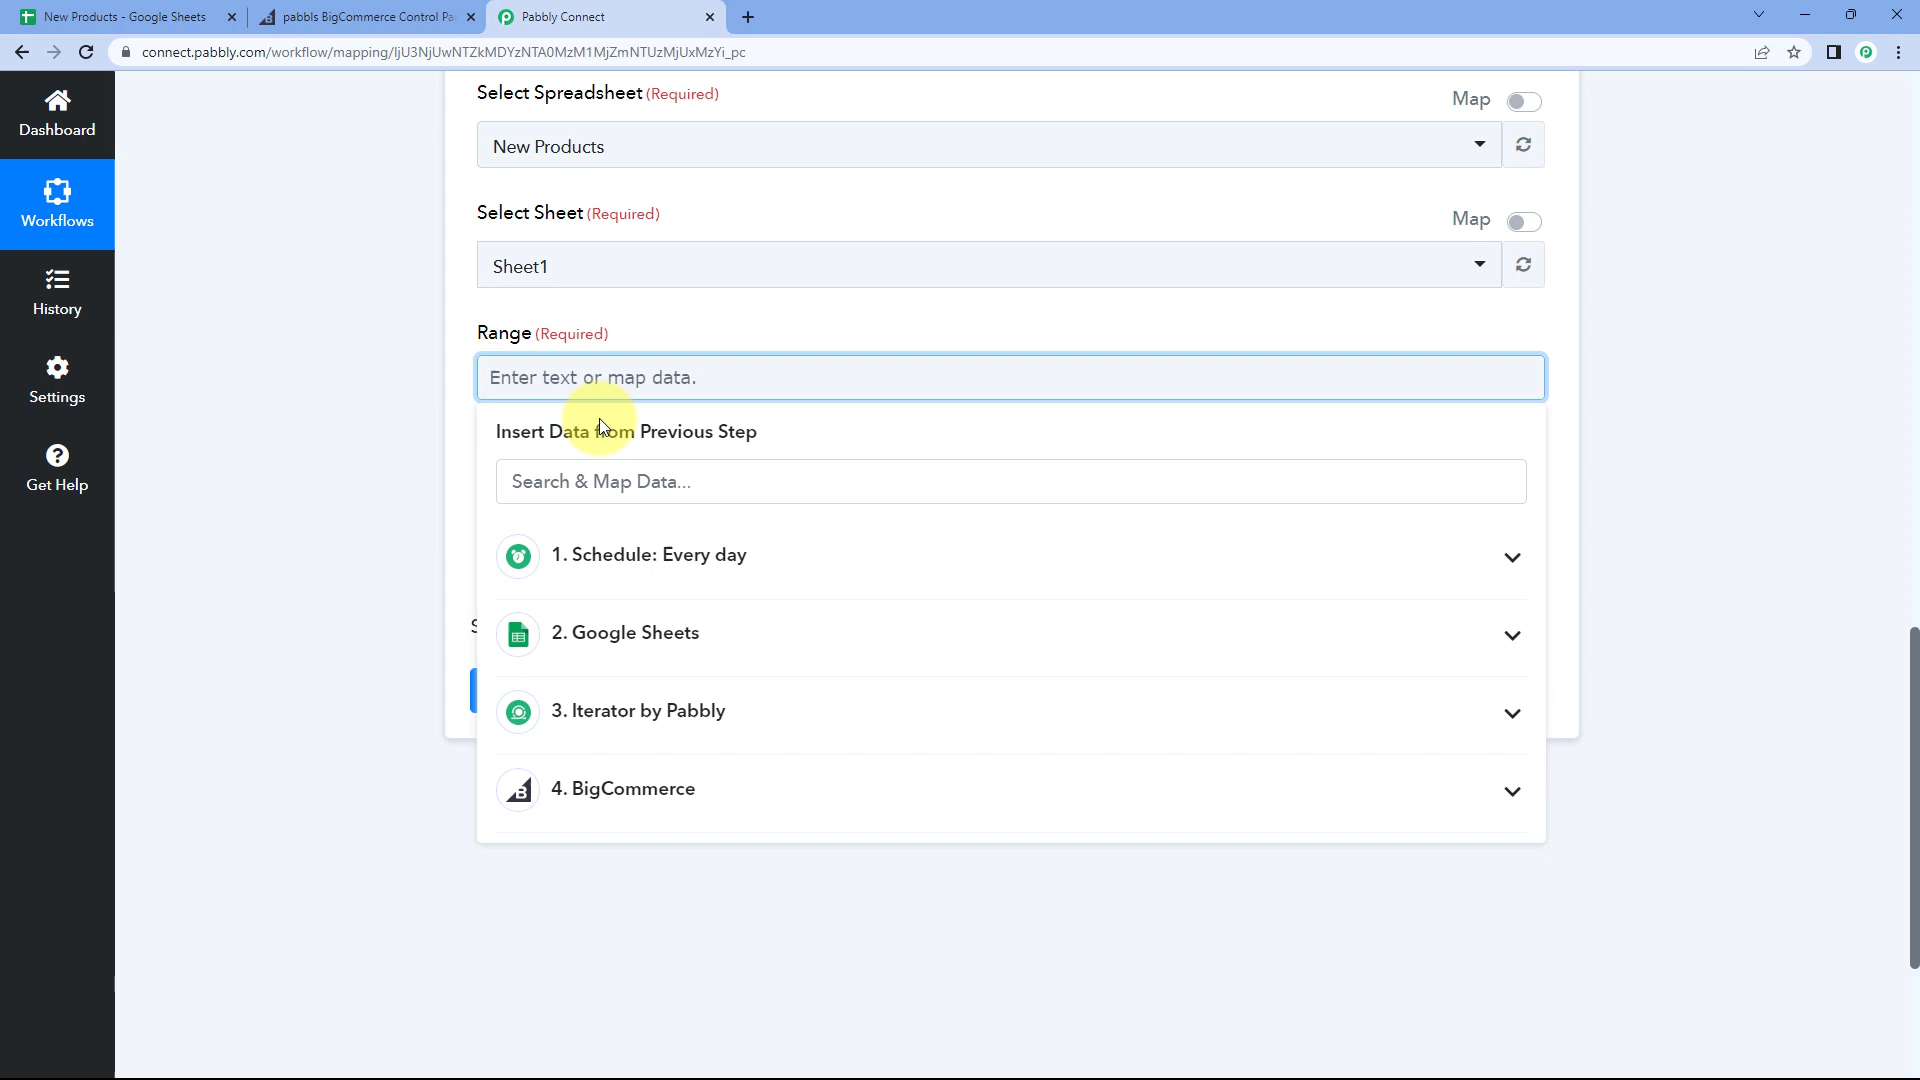 New Products - Google Sheets
pabbls BigCommerce Control Pa
Pabbly Connect
connect.pabbly.com/workflow/mapping/IjU3NjUwNTZkMDYzNTA0MzM1MjZmNTUzMjUxMzYi_pc
Dashboard
Workflows
History
Settings
Get Help
Select Spreadsheet (Required)
Map
New Products
Select Sheet (Required)
Map
Sheet1
Range (Required)
Enter text or map data.
Insert Data from Previous Step
Search & Map Data...
1. Schedule: Every day
2. Google Sheets
3. Iterator by Pabbly
4. BigCommerce